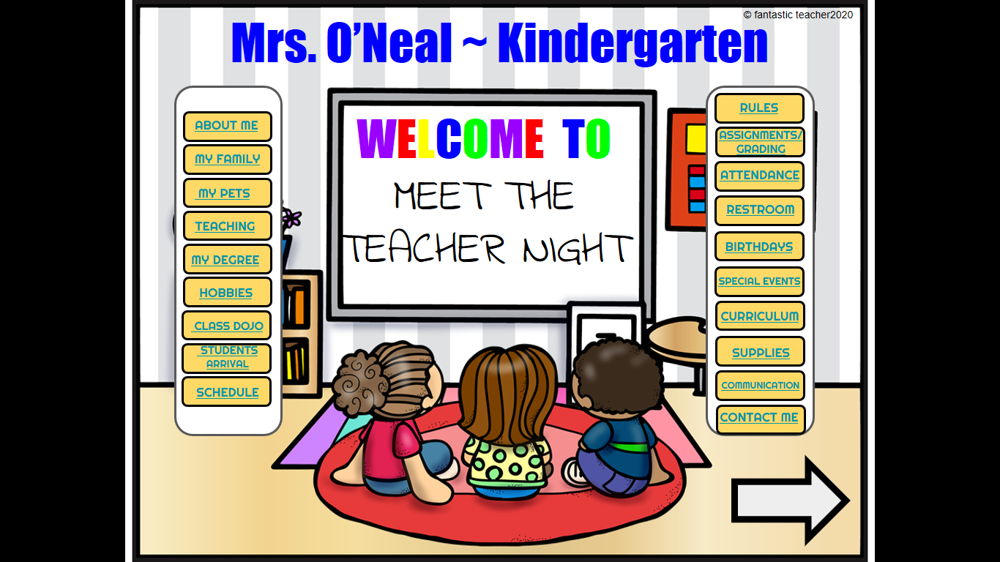 © fantastic teacher2020
Mrs. O’Neal ~ Kindergarten
WELCOME TO
MEET THE
TEACHER NIGHT
ABOUT ME
MY FAMILY
MY PETS
TEACHING
MY DEGREE
HOBBIES
CLASS DOJO
STUDENTS
ARRIVAL
SCHEDULE
RULES
ASSIGNMENTS/
GRADING
ATTENDANCE
RESTROOM
BIRTHDAYS
SPECIAL EVENTS
CURRICULUM
SUPPLIES
COMMUNICATION
CONTACT ME